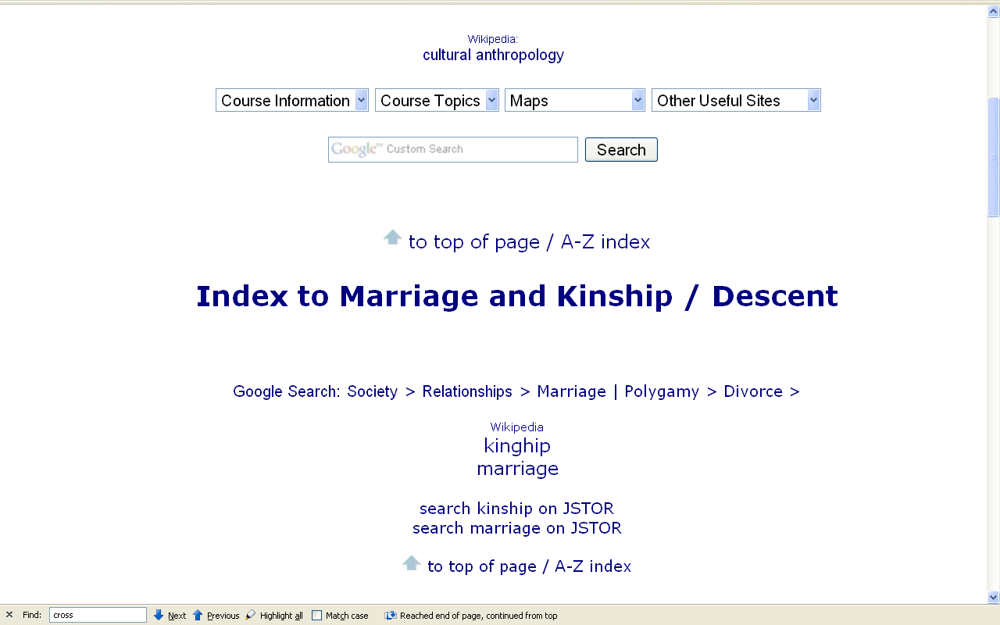 Wikipedia:
cultural anthropology
Course Information Course Topics Maps Other Useful Sites
Google™ Custom Search Search
to top of page / A-Z index
Index to Marriage and Kinship / Descent
Google Search: Society > Relationships > Marriage | Polygamy > Divorce >
Wikipedia
kinghip
marriage
search kinship on JSTOR
search marriage on JSTOR
to top of page / A-Z index
Find: cross Next Previous Highlight all Match case Reached end of page, continued from top